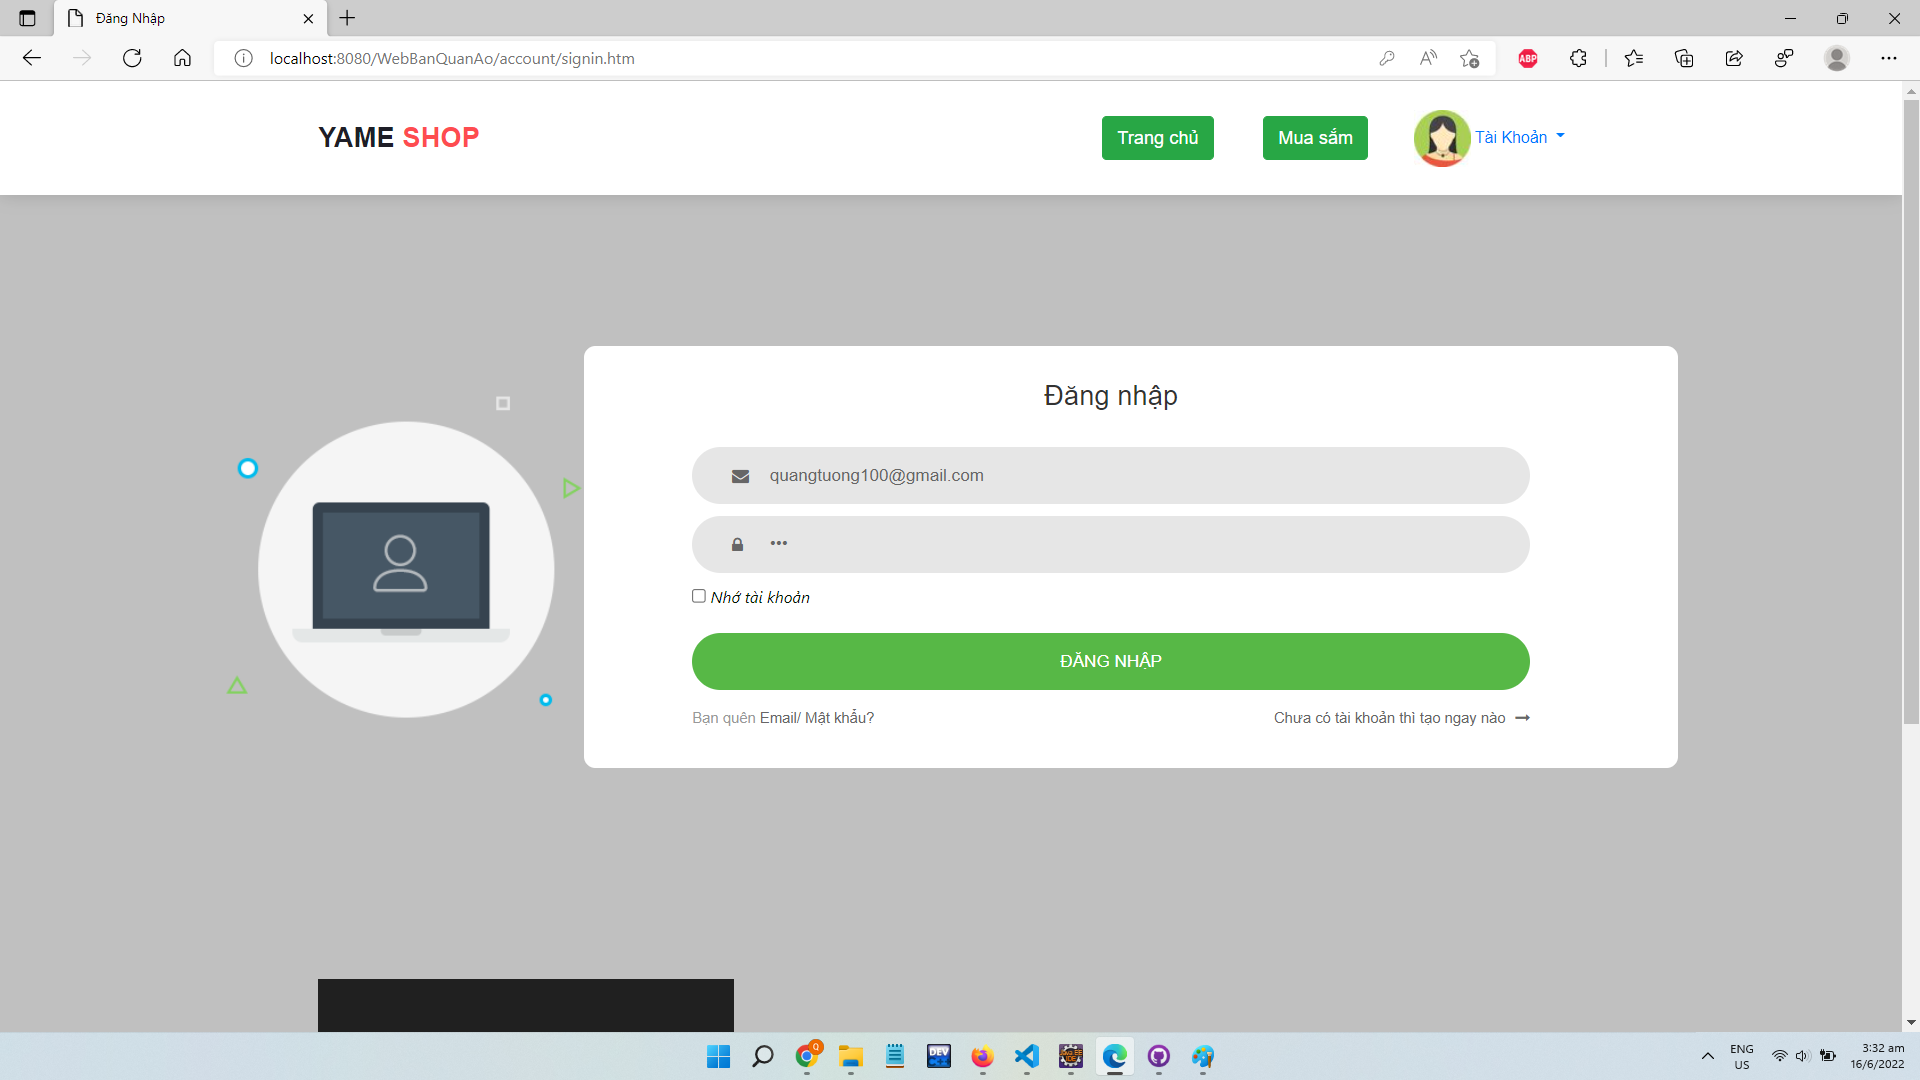 Đăng Nhập
localhost:8080/WebBanQuanAo/account/signin.htm
ABP
YAME SHOP
Trang chủ
Mua sắm
Tài Khoản
Đăng nhập
quangtuong100@gmail.com
•••
Nhớ tài khoản
ĐĂNG NHẬP
Bạn quên Email/ Mật khẩu?
Chưa có tài khoản thì tạo ngay nào
Q
DEV
ENG
US
3:32 am
16/6/2022